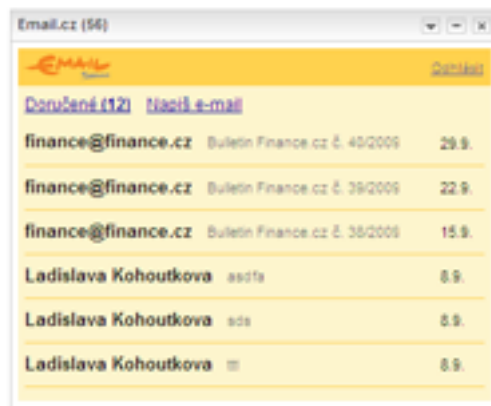 Email.cz (56)
EMAIL
Odhlásit
Doručené (12) Napiš e-mail
finance@finance.cz Bulletin Finance.cz č. 40/2009 29.9.
finance@finance.cz Bulletin Finance.cz č. 39/2009 22.9.
finance@finance.cz Bulletin Finance.cz č. 38/2009 15.9.
Ladislava Kohoutkova asdfa 8.9.
Ladislava Kohoutkova sds 8.9.
Ladislava Kohoutkova 8.9.